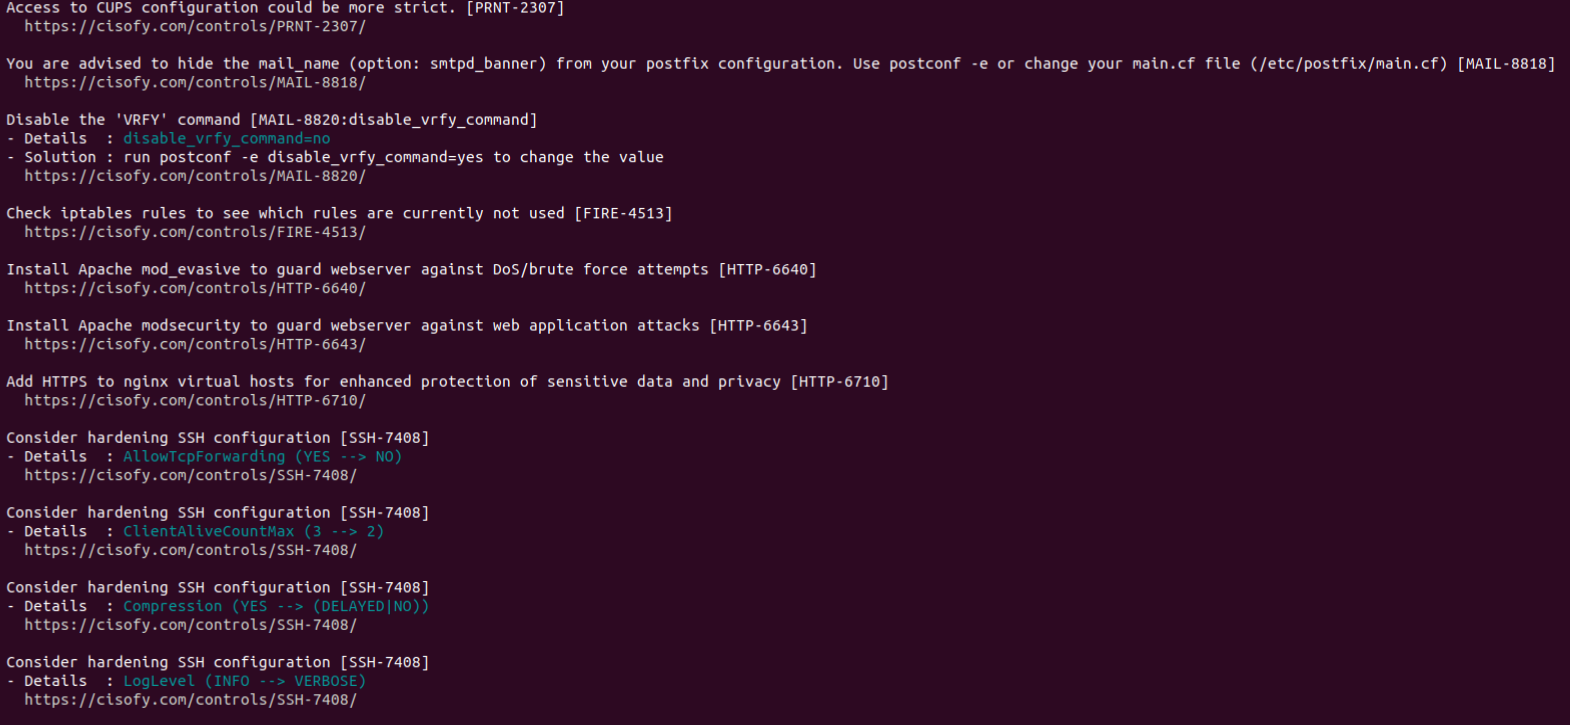 Access to CUPS configuration could be more strict. [PRNT-2307]
https://cisofy.com/controls/PRNT-2307/
You are advised to hide the mail_name (option: smtpd_banner) from your postfix configuration. Use postconf -e or change your main.cf file (/etc/postfix/main.cf) [MAIL-8818]
https://cisofy.com/controls/MAIL-8818/
Disable the 'VRFY' command [MAIL-8820:disable_vrfy_command]
- Details  : disable_vrfy_command=no
- Solution : run postconf -e disable_vrfy_command=yes to change the value
https://cisofy.com/controls/MAIL-8820/
Check iptables rules to see which rules are currently not used [FIRE-4513]
https://cisofy.com/controls/FIRE-4513/
Install Apache mod_evasive to guard webserver against DoS/brute force attempts [HTTP-6640]
https://cisofy.com/controls/HTTP-6640/
Install Apache modsecurity to guard webserver against web application attacks [HTTP-6643]
https://cisofy.com/controls/HTTP-6643/
Add HTTPS to nginx virtual hosts for enhanced protection of sensitive data and privacy [HTTP-6710]
https://cisofy.com/controls/HTTP-6710/
Consider hardening SSH configuration [SSH-7408]
- Details  : AllowTcpForwarding (YES --> NO)
https://cisofy.com/controls/SSH-7408/
Consider hardening SSH configuration [SSH-7408]
- Details  : ClientAliveCountMax (3 --> 2)
https://cisofy.com/controls/SSH-7408/
Consider hardening SSH configuration [SSH-7408]
- Details  : Compression (YES --> (DELAYED|NO))
https://cisofy.com/controls/SSH-7408/
Consider hardening SSH configuration [SSH-7408]
- Details  : LogLevel (INFO --> VERBOSE)
https://cisofy.com/controls/SSH-7408/